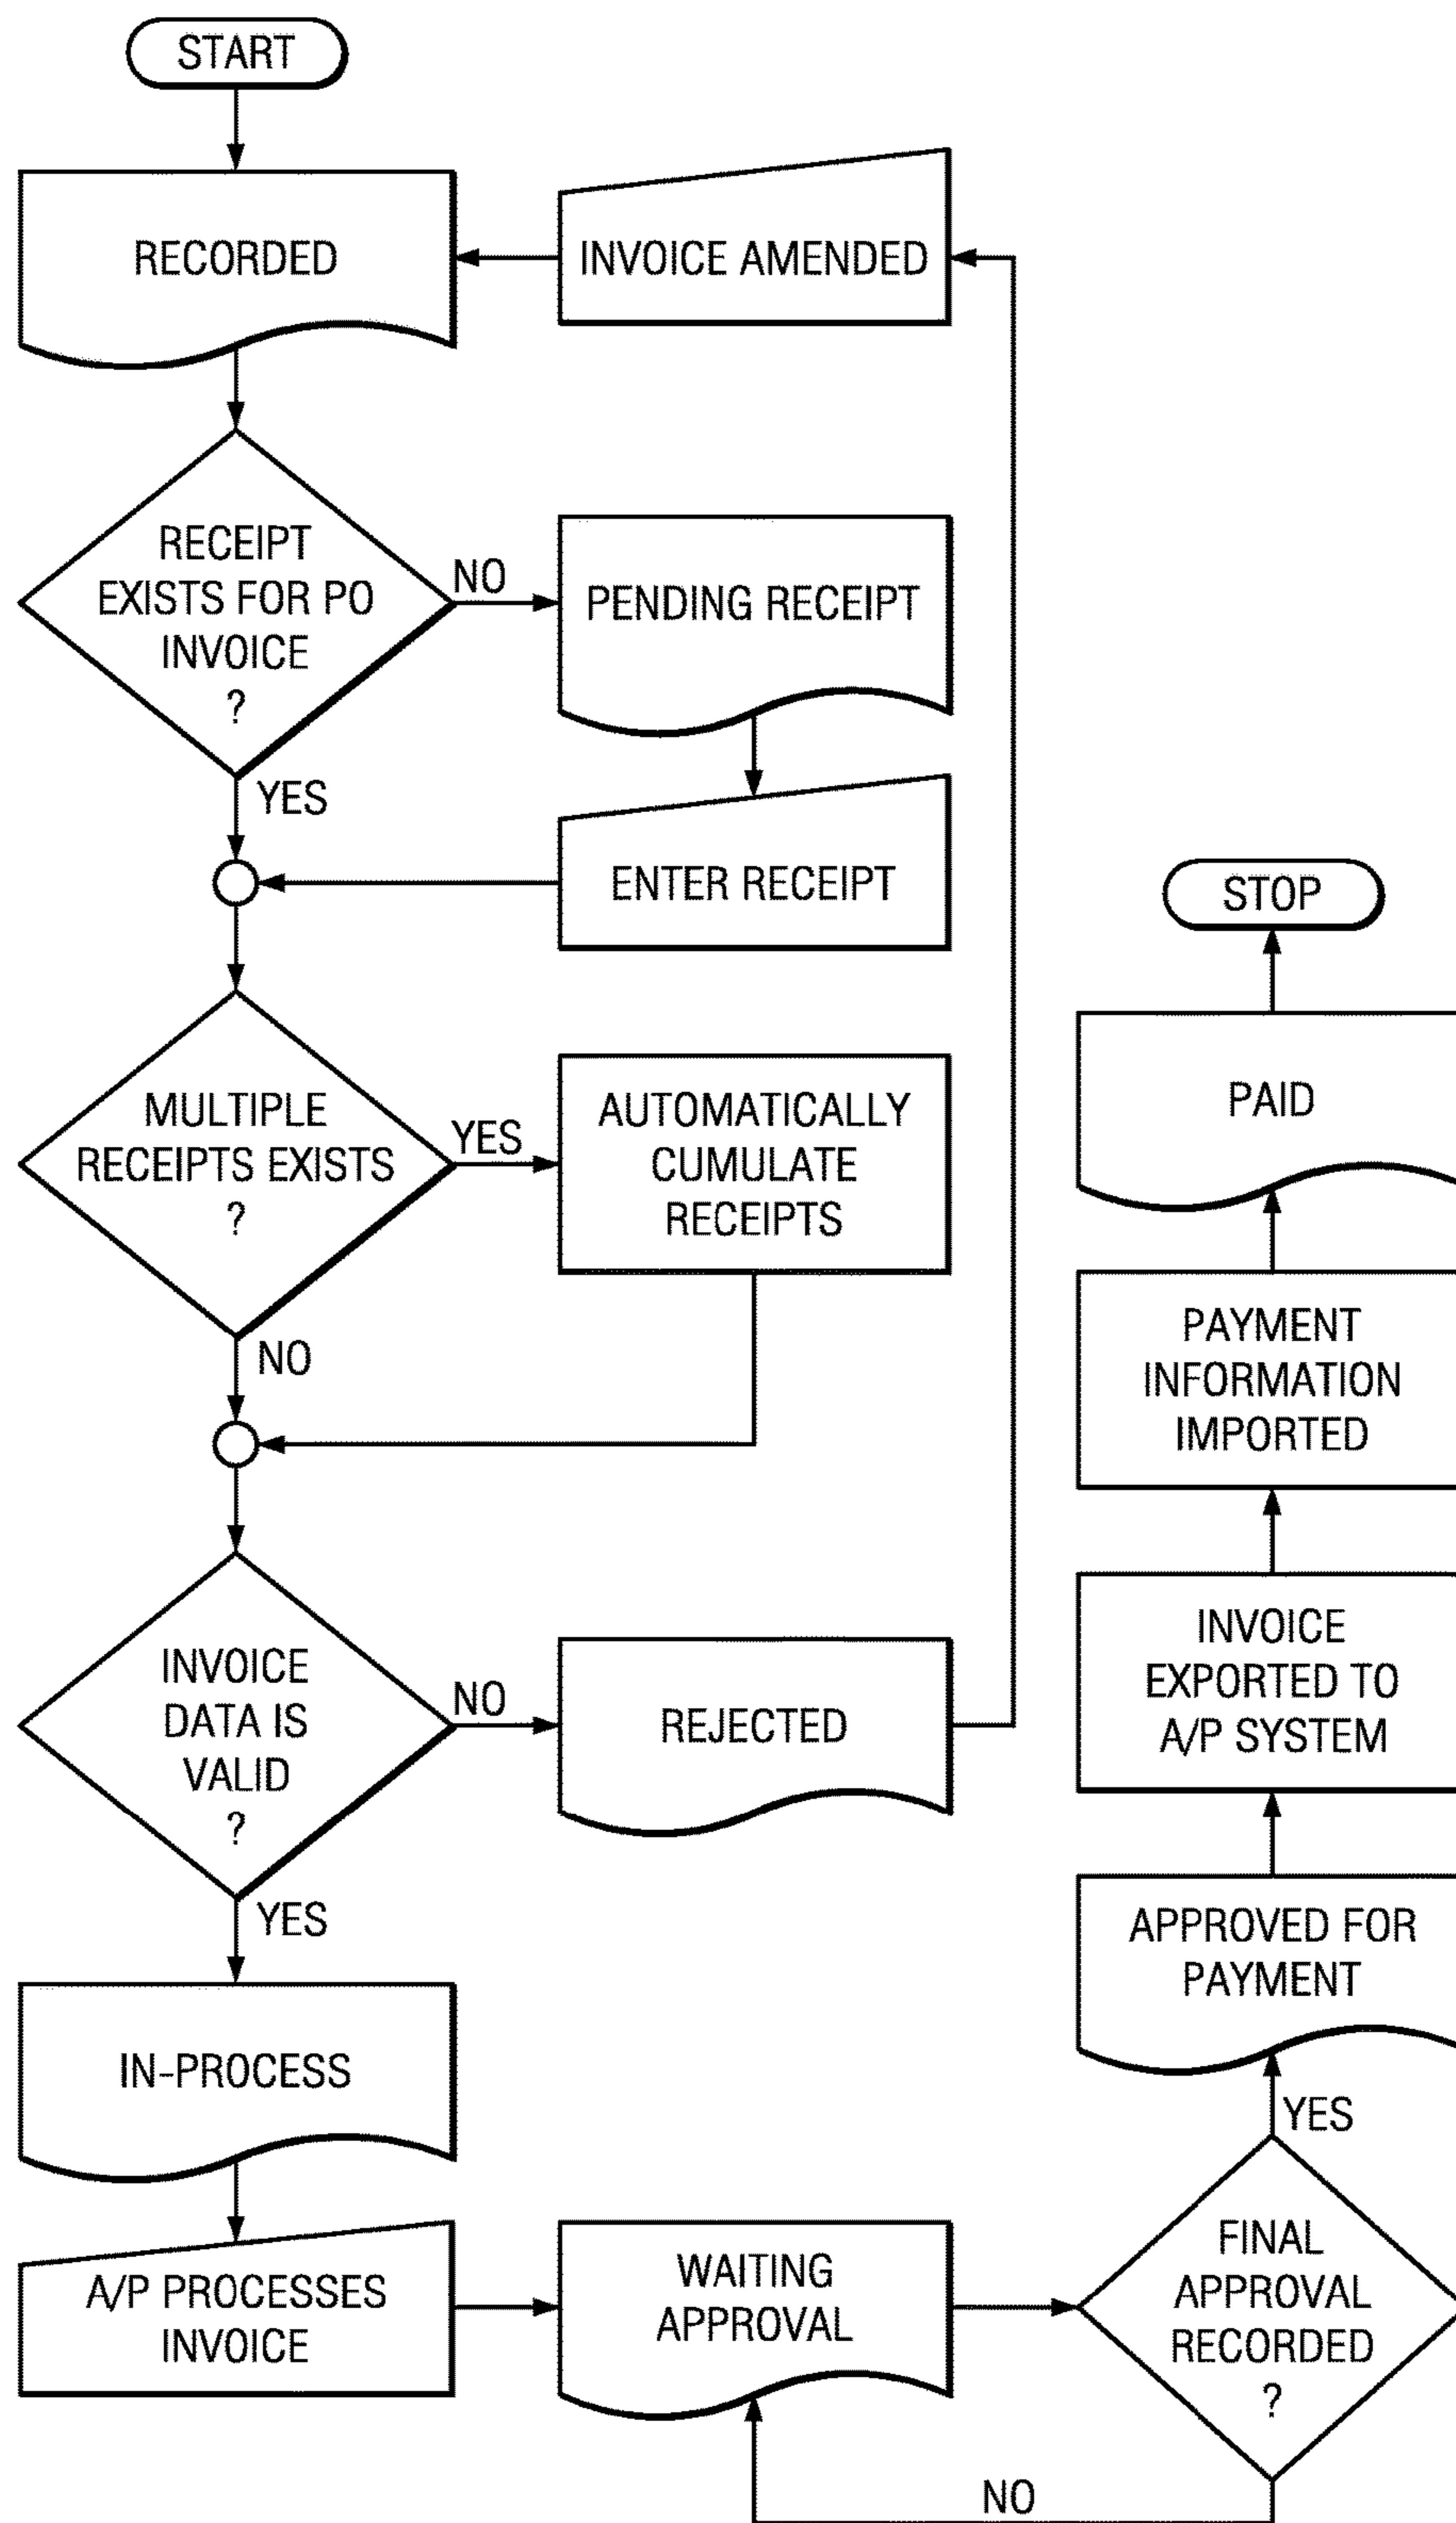 START
RECORDED
INVOICE AMENDED
RECEIPT
EXISTS FOR PO
INVOICE
?
NO
PENDING RECEIPT
YES
ENTER RECEIPT
MULTIPLE
RECEIPTS EXISTS
?
YES
AUTOMATICALLY
CUMULATE
RECEIPTS
NO
INVOICE
DATA IS
VALID
?
NO
REJECTED
YES
IN-PROCESS
A/P PROCESSES
INVOICE
WAITING
APPROVAL
FINAL
APPROVAL
RECORDED
?
NO
YES
APPROVED FOR
PAYMENT
INVOICE
EXPORTED TO
A/P SYSTEM
PAYMENT
INFORMATION
IMPORTED
PAID
STOP